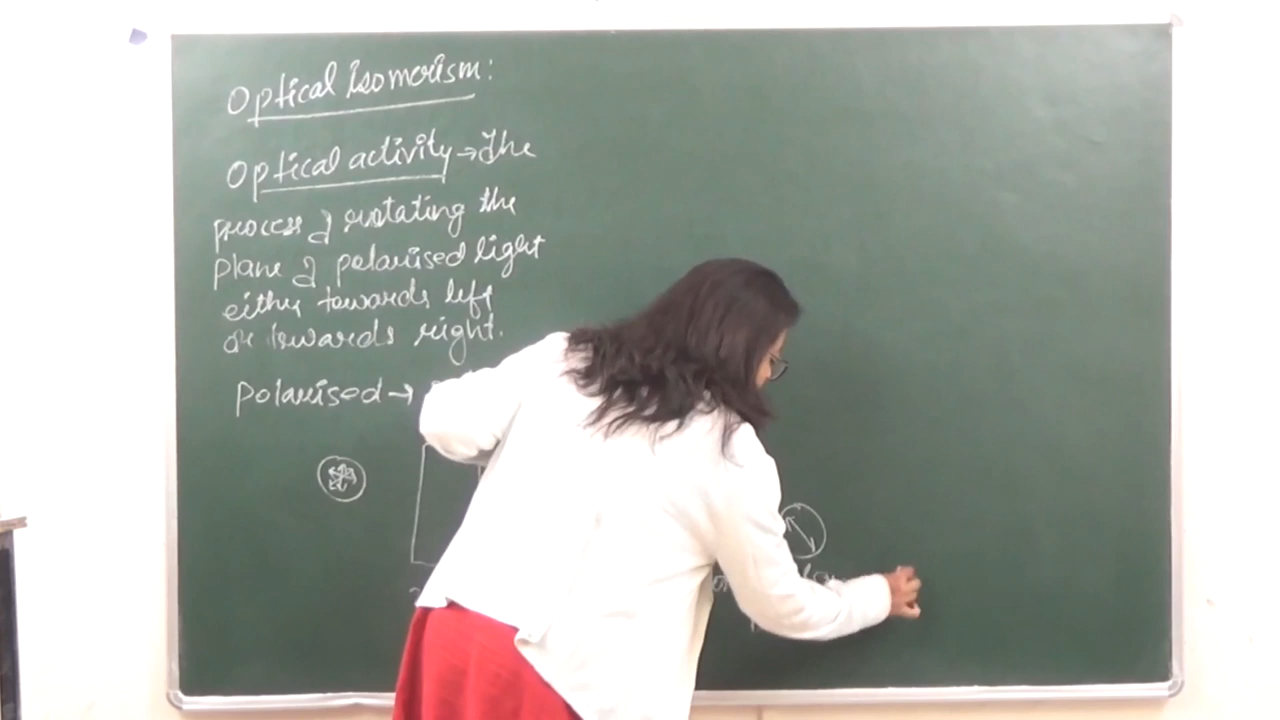 Optical isomerism:
Optical activity → The
process of rotating the
plane of polarised light
either towards left
or towards right.
Polarised →